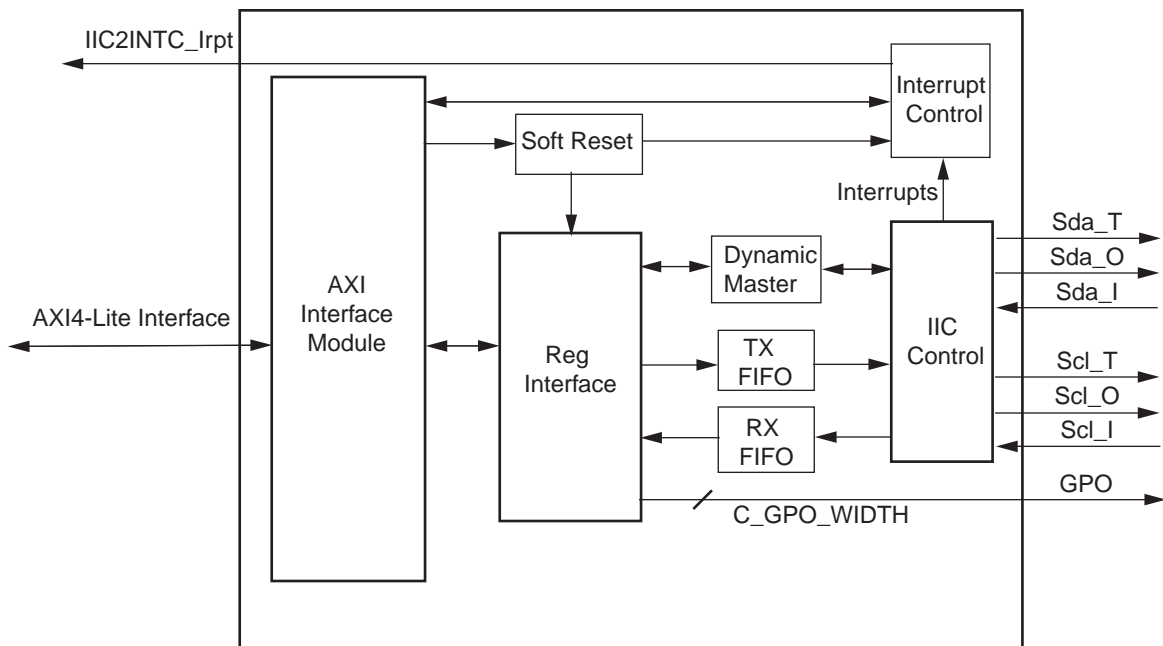 IIC2INTC_Irpt
Interrupt
Control
Soft Reset
Interrupts
Sda_T
Dynamic
Master
Sda_O
AXI
Interface
Module
Sda_I
AXI4-Lite Interface
IIC
Control
Reg
Interface
TX
FIFO
Scl_T
Scl_O
RX
FIFO
Scl_I
GPO
C_GPO_WIDTH